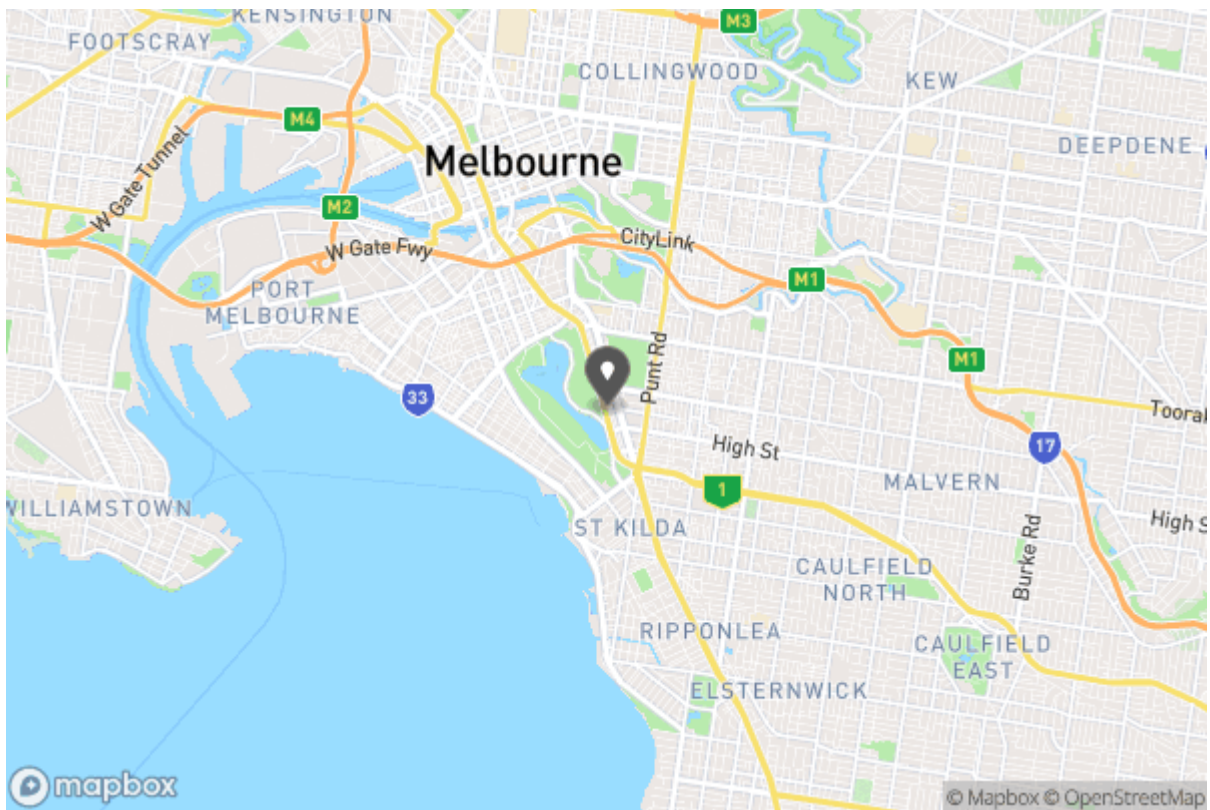 KENSINGTON
M3
FOOTSCRAY
COLLINGWOOD
KEW
M4
DEEPDENE
Melbourne
W Gate Tunnel
M2
CityLink
W Gate Fwy
M1
PORT
MELBOURNE
Punt Rd
M1
33
Toorak
High St
17
MALVERN
1
WILLIAMSTOWN
High S
ST KILDA
Burke Rd
CAULFIELD
NORTH
RIPPONLEA
CAULFIELD
EAST
ELSTERNWICK
mapbox
© Mapbox © OpenStreetMap